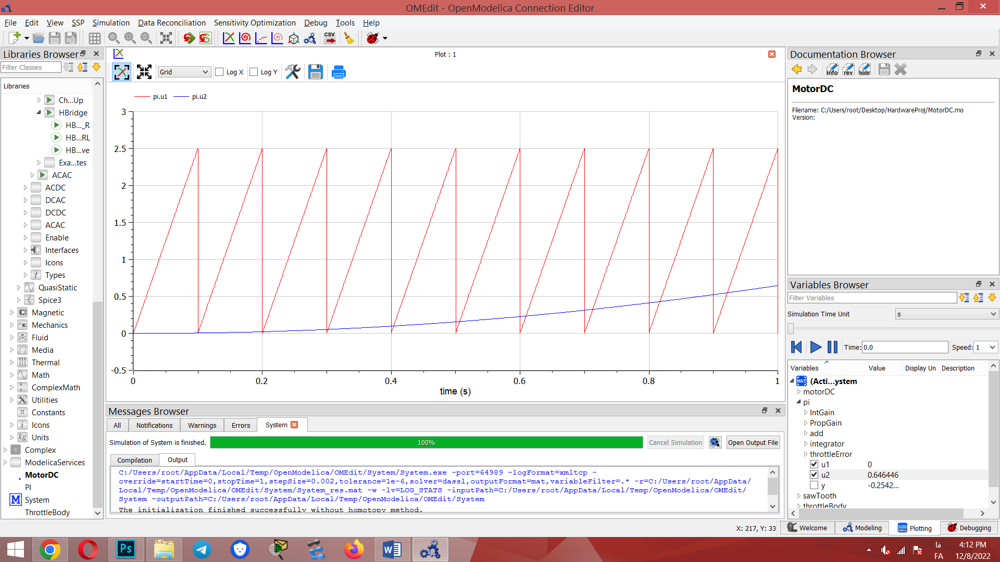 OMEdit - OpenModelica Connection Editor
File Edit View SSP Simulation Data Reconciliation Sensitivity Optimization Debug Tools Help
CSV
Libraries Browser
Filter Classes
Libraries
Ch...Up
HBridge
HB..._R
HB...RL
HB...ve
Exa...tes
ACAC
ACDC
DCAC
DCDC
ACAC
Enable
Interfaces
Icons
Types
QuasiStatic
Spice3
Magnetic
Mechanics
Fluid
Media
Thermal
Math
ComplexMath
Utilities
Constants
Icons
Units
Complex
ModelicaServices
MotorDC
PI
System
ThrottleBody
Plot : 1
Grid
Log X
Log Y
pi.u1 pi.u2
3
2.5
2
1.5
1
0.5
0
-0.5
0 0.2 0.4 0.6 0.8 1
time (s)
Messages Browser
All Notifications Warnings Errors System
Simulation of System is finished.
100%
Cancel Simulation
Open Output File
Compilation Output
C:/Users/root/AppData/Local/Temp/OpenModelica/OMEdit/System/System.exe -port=64989 -logFormat=xmltcp -
override=startTime=0,stopTime=1,stepSize=0.002,tolerance=1e-6,solver=dassl,outputFormat=mat,variableFilter=.* -r=C:/Users/root/AppData/
Local/Temp/OpenModelica/OMEdit/System/System_res.mat -w -lv=LOG_STATS -inputPath=C:/Users/root/AppData/Local/Temp/OpenModelica/OMEdit/
System -outputPath=C:/Users/root/AppData/Local/Temp/OpenModelica/OMEdit/System
The initialization finished successfully without homotopy method.
Documentation Browser
info rev header
MotorDC
Filename: C:/Users/root/Desktop/HardwareProj/MotorDC.mo
Version:
Variables Browser
Filter Variables
Simulation Time Unit s
Time: 0.0 Speed: 1
Variables Value Display Un Description
MAT (Acti...ystem
motorDC
pi
IntGain
PropGain
add
integrator
throttleError
u1 0
u2 0.646446
y -0.2542...
sawTooth
throttleBody
X: 217, Y: 33
Welcome Modeling Plotting Debugging
Ps
فا
FA
4:12 PM
12/8/2022